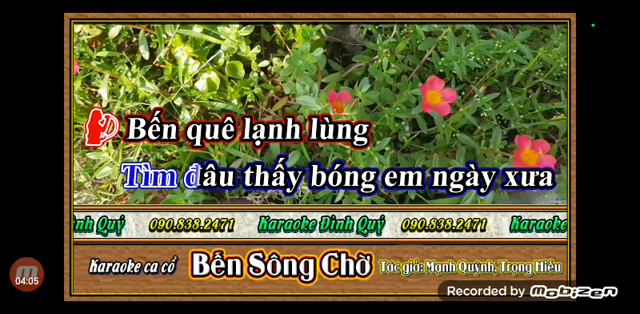 Bến quê lạnh lùng
Tìm đâu thấy bóng em ngày xưa
Đình Quý 090.838.2471 Karaoke Đình Quý 090.838.2471 Karaoke
Karaoke ca cổ Bến Sông Chờ Tác giả: Mạnh Quỳnh, Trọng Hiếu
04:05
Recorded by Mobizen